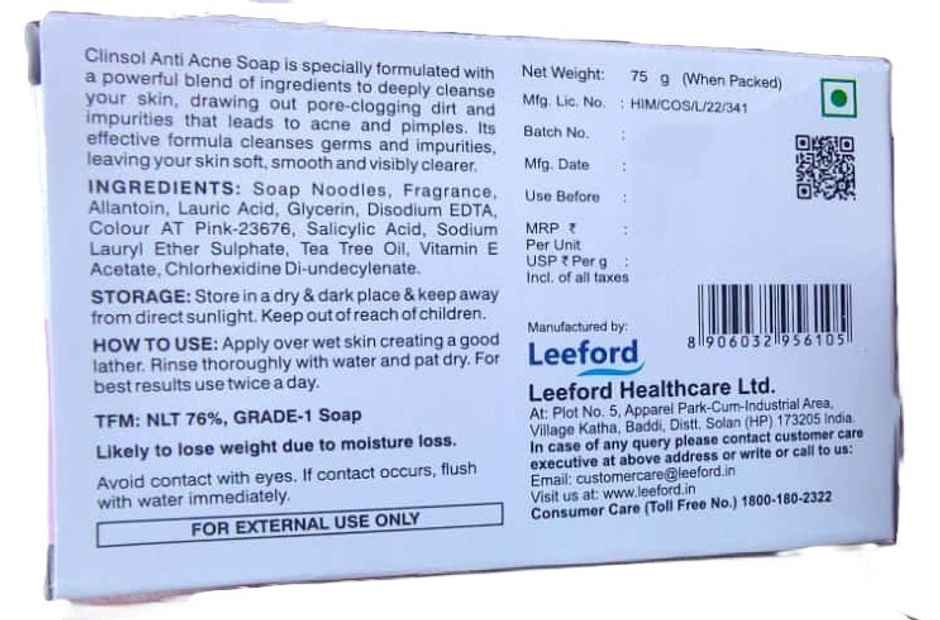 Clinsol Anti Acne Soap is specially formulated with
a powerful blend of ingredients to deeply cleanse
your skin, drawing out pore-clogging dirt and
impurities that leads to acne and pimples. Its
effective formula cleanses germs and impurities,
leaving your skin soft, smooth and visibly clearer.
INGREDIENTS: Soap Noodles, Fragrance,
Allantoin, Lauric Acid, Glycerin, Disodium EDTA,
Colour AT Pink-23676, Salicylic Acid, Sodium
Lauryl Ether Sulphate, Tea Tree Oil, Vitamin E
Acetate, Chlorhexidine Di-undecylenate.
STORAGE: Store in a dry & dark place & keep away
from direct sunlight. Keep out of reach of children.
HOW TO USE: Apply over wet skin creating a good
lather. Rinse thoroughly with water and pat dry. For
best results use twice a day.
TFM: NLT 76%, GRADE-1 Soap
Likely to lose weight due to moisture loss.
Avoid contact with eyes. If contact occurs, flush
with water immediately.
FOR EXTERNAL USE ONLY
Net Weight: 75 g (When Packed)
Mfg. Lic. No. : HIM/COS/L/22/341
Batch No. :
Mfg. Date :
Use Before :
MRP ₹ :
Per Unit
USP ₹ Per g :
Incl. of all taxes
8 906032 956105
Manufactured by:
Leeford
Leeford Healthcare Ltd.
At: Plot No. 5, Apparel Park-Cum-Industrial Area,
Village Katha, Baddi, Distt. Solan (HP) 173205 India.
In case of any query please contact customer care
executive at above address or write or call to us:
Email: customercare@leeford.in
Visit us at: www.leeford.in
Consumer Care (Toll Free No.) 1800-180-2322